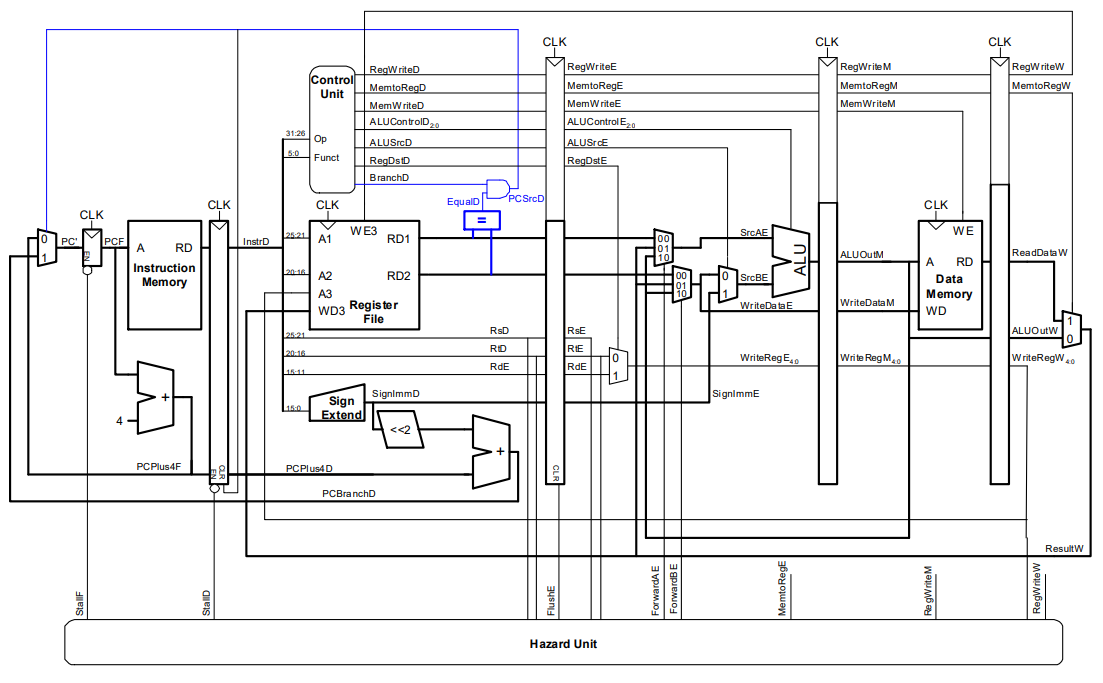 CLK
CLK
CLK
RegWriteD
RegWriteE
RegWriteM
RegWriteW
Control
Unit
MemtoRegD
MemtoRegE
MemtoRegM
MemtoRegW
MemWriteD
MemWriteE
MemWriteM
ALUControlD2:0
ALUControlE2:0
31:26
Op
ALUSrcD
ALUSrcE
5:0
Funct
RegDstD
RegDstE
BranchD
EqualD
PCSrcD
CLK
CLK
CLK
CLK
=
WE3
WE
0
1
PC'
PCF
EN
A
RD
Instruction
Memory
InstrD
25:21
A1
RD1
20:16
A2
RD2
A3
WD3
Register
File
00
01
10
00
01
10
SrcAE
0
1
SrcBE
ALU
ALUOutM
A
RD
Data
Memory
WD
ReadDataW
WriteDataE
WriteDataM
1
0
ALUOutW
25:21
RsD
RsE
20:16
RtD
RtE
15:11
RdE
RdE
0
1
WriteRegE4:0
WriteRegM4:0
WriteRegW4:0
+
4
15:0
Sign
Extend
SignImmD
SignImmE
<<2
+
PCPlus4F
EN
CLR
PCPlus4D
CLR
PCBranchD
ResultW
StallF
StallD
FlushE
ForwardAE
ForwardBE
MemtoRegE
RegWriteM
RegWriteW
Hazard Unit